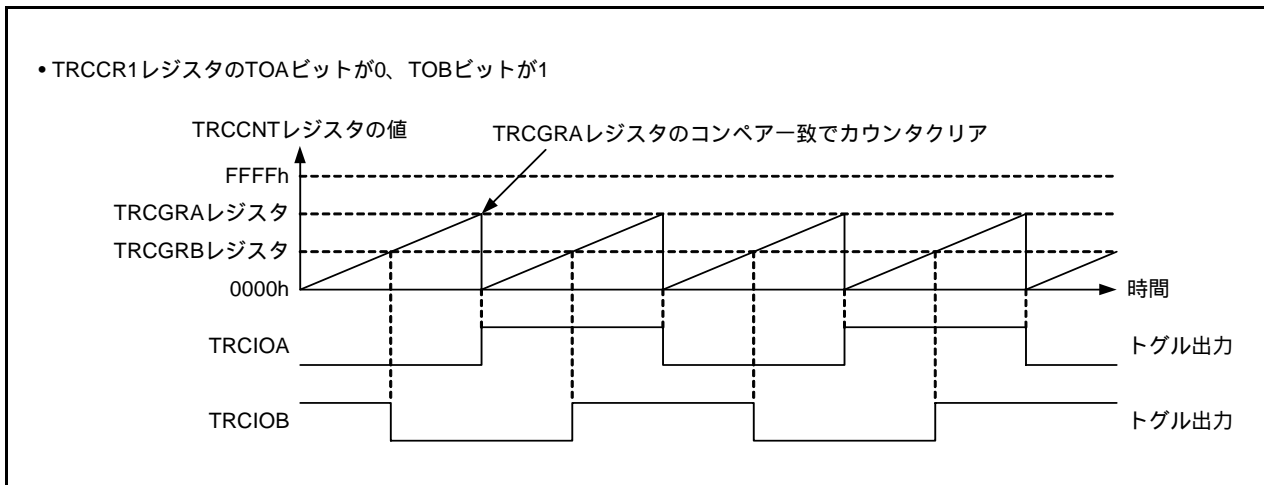 • TRCCR1レジスタのTOAビットが0、TOBビットが1
TRCCNTレジスタの値
TRCGRAレジスタのコンペア一致でカウンタクリア
FFFFh
TRCGRAレジスタ
TRCGRBレジスタ
0000h
時間
TRCIOA
トグル出力
TRCIOB
トグル出力